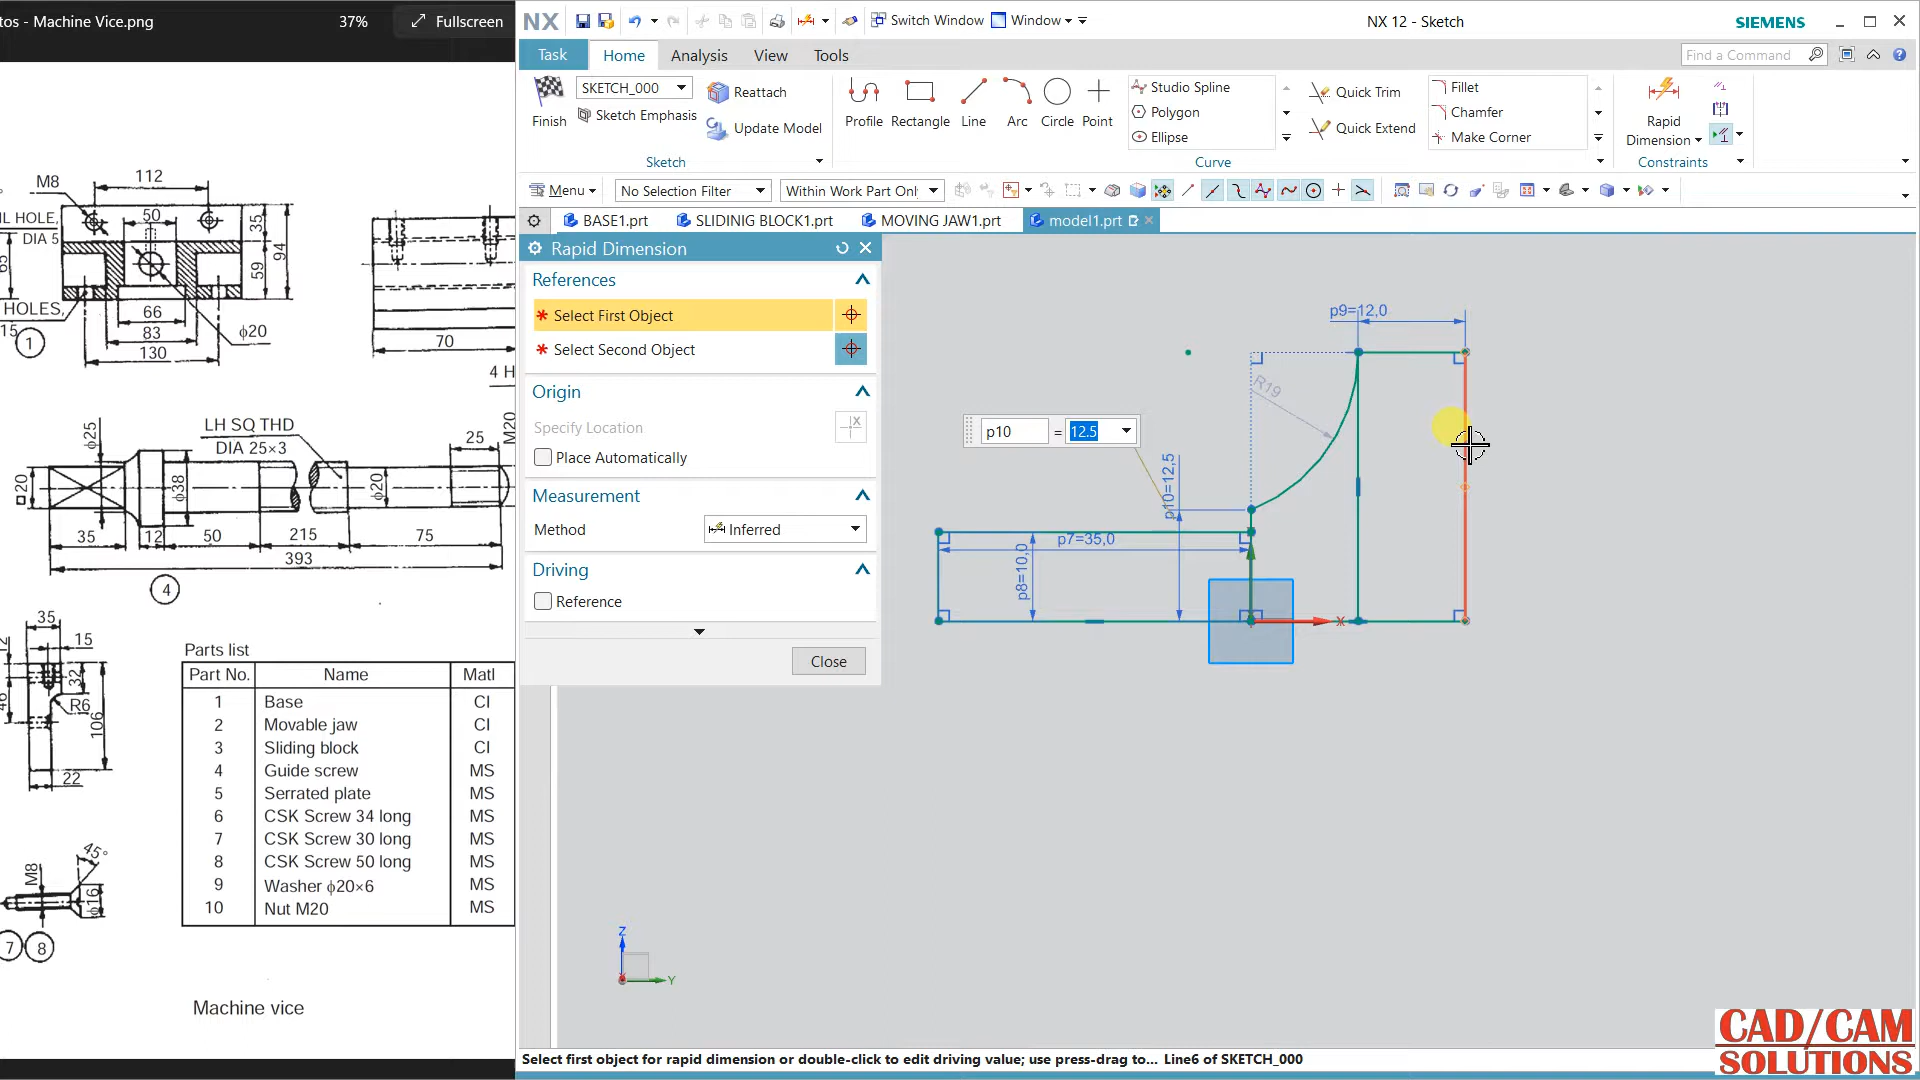 tos - Machine Vice.png
37%
Fullscreen
NX
Switch Window
Window
NX 12 - Sketch
SIEMENS
Task
Home
Analysis
View
Tools
Find a Command
Finish
SKETCH_000
Sketch Emphasis
Reattach
Update Model
Profile
Rectangle
Line
Arc
Circle
Point
Studio Spline
Polygon
Ellipse
Quick Trim
Quick Extend
Fillet
Chamfer
Make Corner
Rapid
Dimension
Sketch
Curve
Constraints
Menu
No Selection Filter
Within Work Part Onl
BASE1.prt
SLIDINIG BLOCK1.prt
MOVING JAW1.prt
model1.prt
Rapid Dimension
References
* Select First Object
* Select Second Object
Origin
Specify Location
Place Automatically
Measurement
Method
Inferred
Driving
Reference
Close
p9=12,0
R19
p10 = 12.5
p10=12,5
p7=35,0
p8=10,0
X
Z
Y
Select first object for rapid dimension or double-click to edit driving value; use press-drag to... Line6 of SKETCH_000
CAD/CAM
SOLUTIONS
M8
112
IL HOLE,
DIA 5
50
35
94
59
65
HOLES,
15
66
83
130
ϕ20
1
70
4 H
ϕ25
LH SQ THD
DIA 25×3
25
M20
20
ϕ38
ϕ20
35
12
50
215
75
393
4
35
15
12
32
R6
46
106
22
Parts list
Part No. Name Matl
1 Base CI
2 Movable jaw CI
3 Sliding block CI
4 Guide screw MS
5 Serrated plate MS
6 CSK Screw 34 long MS
7 CSK Screw 30 long MS
8 CSK Screw 50 long MS
9 Washer ϕ20×6 MS
10 Nut M20 MS
45°
M8
ϕ16
7
8
Machine vice